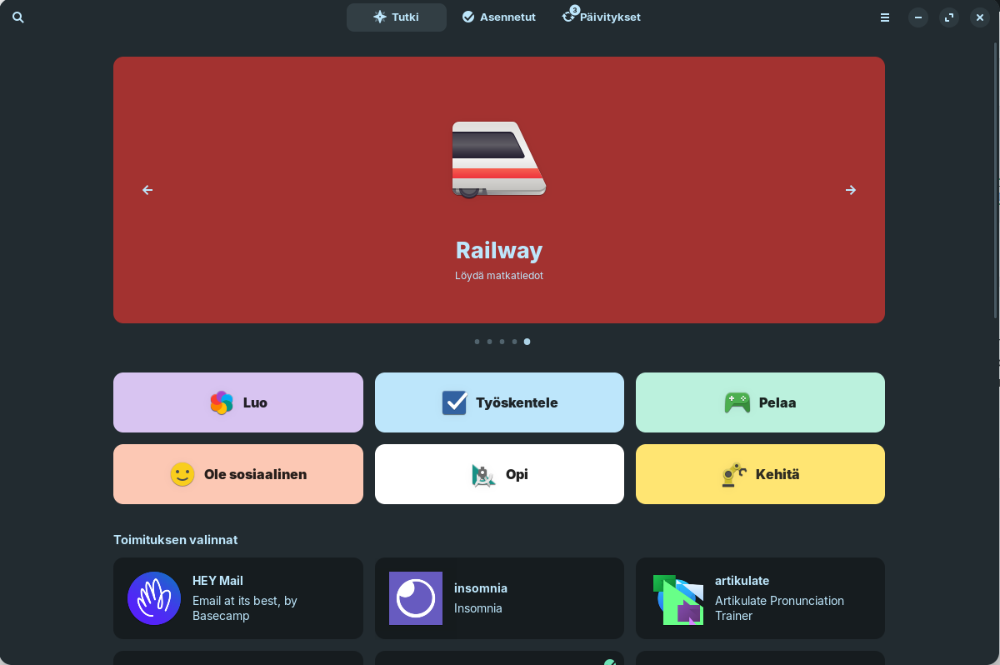 Tutki
Asennetut
3
Päivitykset
Railway
Löydä matkatiedot
Luo
Työskentele
Pelaa
Ole sosiaalinen
Opi
Kehitä
Toimituksen valinnat
HEY Mail
Email at its best, by
Basecamp
insomnia
Insomnia
artikulate
Artikulate Pronunciation
Trainer